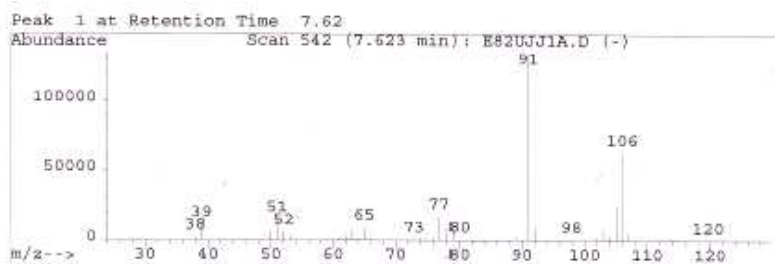 Peak 1 at Retention Time 7.62
Abundance Scan 542 (7.623 min): E82UJJ1A.D (-)
91
100000
106
50000
39 51 77
38 52 65 73 80 98 120
0
m/z--> 30 40 50 60 70 80 90 100 110 120